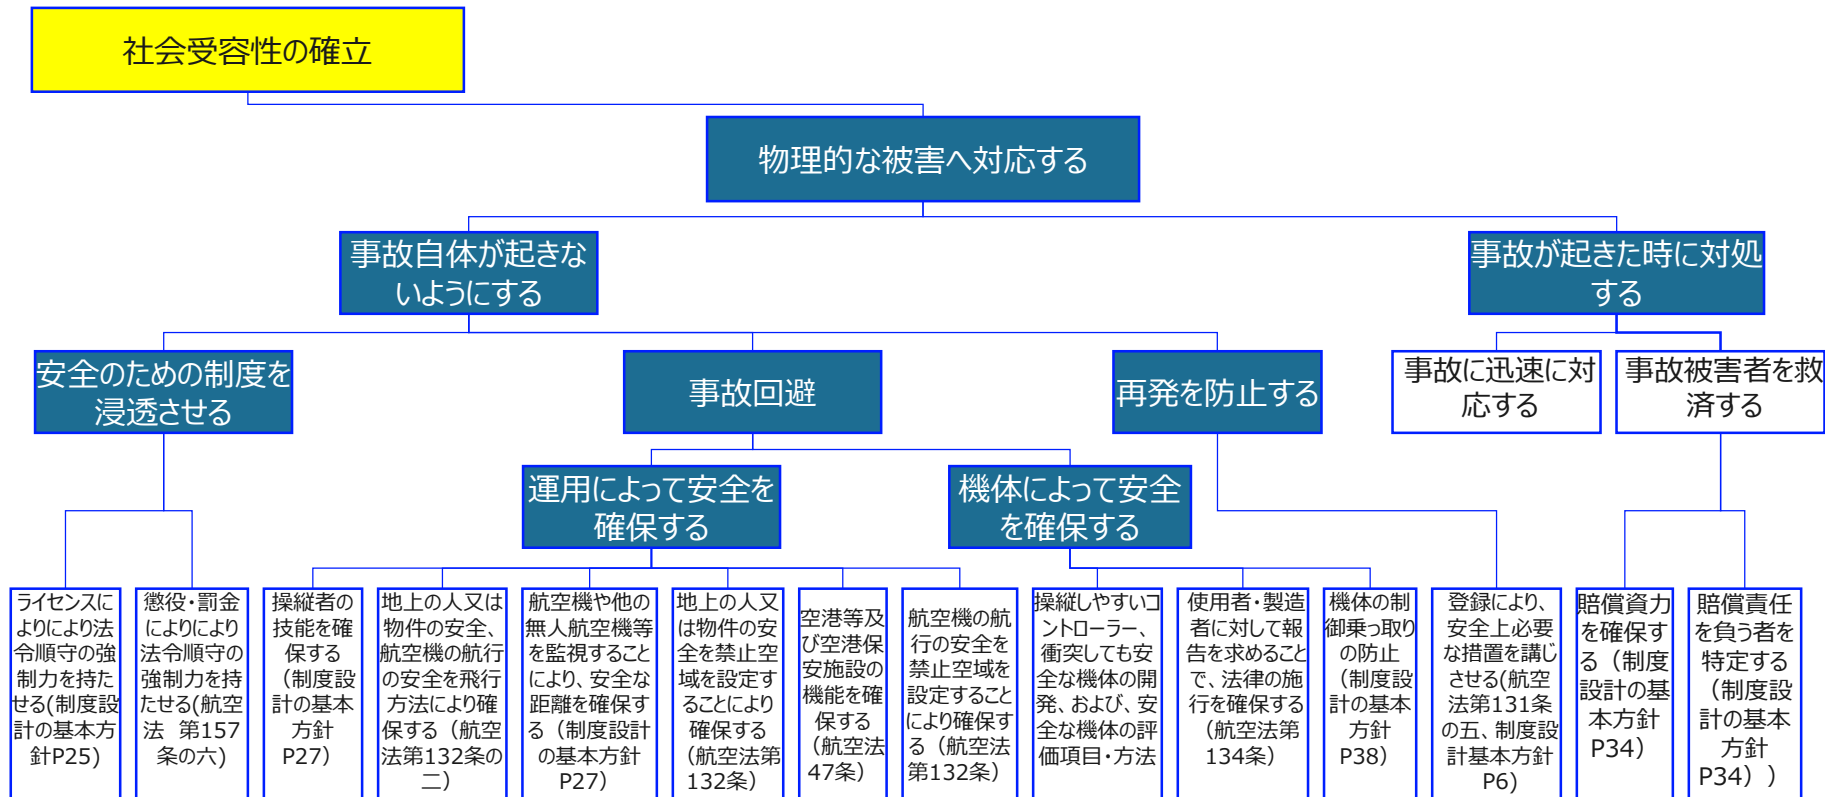 社会受容性の確立
物理的な被害へ対応する
事故自体が起きな
いようにする
事故が起きた時に対処
する
安全のための制度を
浸透させる
事故回避
再発を防止する
事故に迅速に対
応する
事故被害者を救
済する
運用によって安全を
確保する
機体によって安全
を確保する
ライセンスに
よりにより法
令順守の強
制力を持た
せる(制度設
計の基本方
針P25)
懲役・罰金
によりにより
法令順守の
強制力を持
たせる(航空
法 第157
条の六)
操縦者の
技能を確
保する
（制度設
計の基本
方針
P27）
地上の人又は
物件の安全、
航空機の航行
の安全を飛行
方法により確
保する（航空
法第132条の
二）
航空機や他の
無人航空機等
を監視すること
により、安全な
距離を確保す
る（制度設計
の基本方針
P27）
地上の人又
は物件の安
全を禁止空
域を設定す
ることにより
確保する
（航空法第
132条）
空港等及
び空港保
安施設の
機能を確
保する
（航空法
47条）
航空機の航
行の安全を
禁止空域を
設定すること
により確保す
る（航空法
第132条）
操縦しやすいコ
ントローラー、
衝突しても安
全な機体の開
発、および、安
全な機体の評
価項目・方法
使用者・製造
者に対して報
告を求めること
で、法律の施
行を確保する
（航空法第
134条）
機体の制
御乗っ取り
の防止
（制度設
計の基本
方針
P38）
登録により、
安全上必要
な措置を講じ
させる(航空
法第131条
の五、制度設
計基本方針
P6)
賠償資力
を確保す
る（制度
設計の基
本方針
P34）
賠償責任
を負う者を
特定する
（制度設
計の基本
方針
P34））